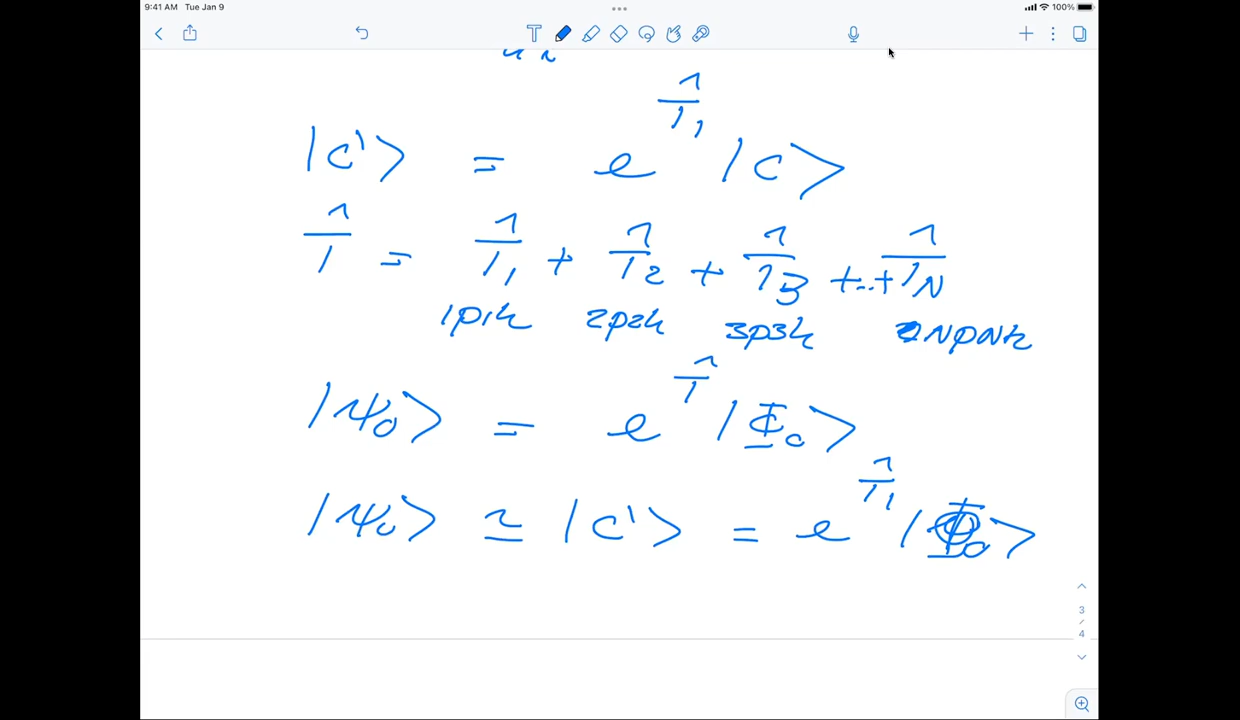 9:41 AM Tue Jan 9
100%
T
|c'> = e^T̂₁ |c>
T̂ = T̂₁ + T̂₂ + T̂₃ + ..+ T̂N
1p1h 2p2h 3p3h NpNh
|Ψ₀> = e^T̂ |Φ₀>
|Ψ₀> ≃ |c'> = e^T̂₁ |Φ₀>
3
/
4